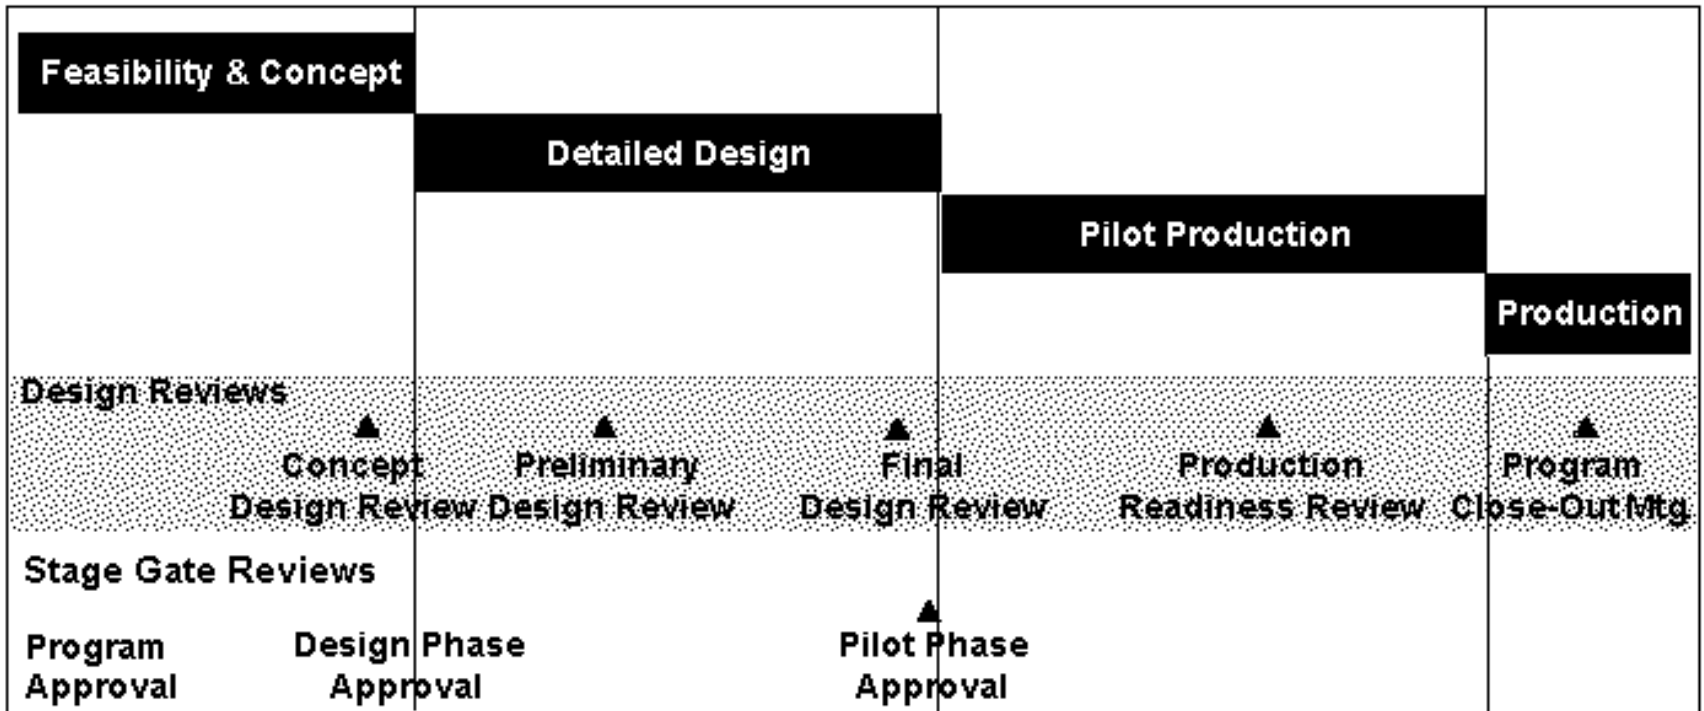 Feasibility & Concept
Detailed Design
Pilot Production
Production
Design Reviews
Concept
Design Review
Preliminary
Design Review
Final
Design Review
Production
Readiness Review
Program
Close-Out Mtg
Stage Gate Reviews
Program
Approval
Design Phase
Approval
Pilot Phase
Approval